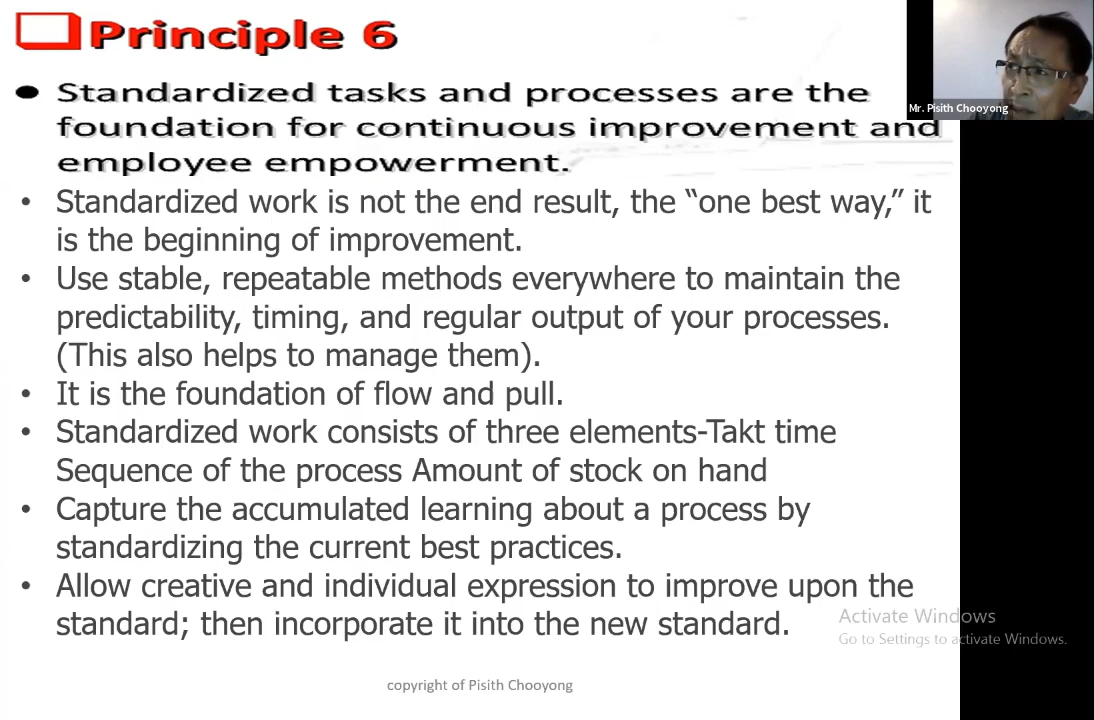 Principle 6
Mr. Pisith Chooyong
● Standardized tasks and processes are the
foundation for continuous improvement and
employee empowerment.
• Standardized work is not the end result, the “one best way,” it
is the beginning of improvement.
• Use stable, repeatable methods everywhere to maintain the
predictability, timing, and regular output of your processes.
(This also helps to manage them).
• It is the foundation of flow and pull.
• Standardized work consists of three elements-Takt time
Sequence of the process Amount of stock on hand
• Capture the accumulated learning about a process by
standardizing the current best practices.
• Allow creative and individual expression to improve upon the
standard; then incorporate it into the new standard.
Activate Windows
Go to Settings to activate Windows.
copyright of Pisith Chooyong